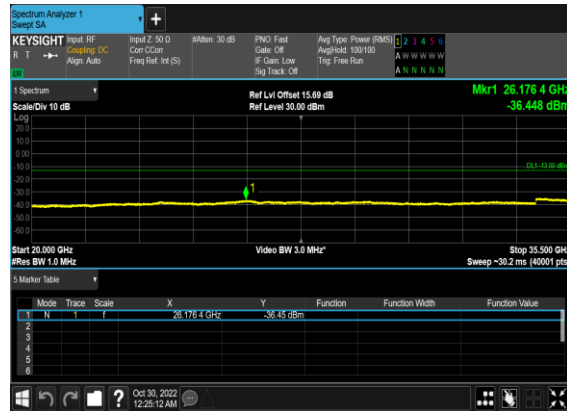 Spectrum Analyzer 1
Swept SA
+
KEYSIGHT Input: RF Input Z: 50 Ω #Atten: 30 dB PNO: Fast Avg Type: Power (RMS) 1 2 3 4 5 6
R T Coupling: DC Corr CCorr Gate: Off Avg|Hold: 100/100 A W W W W W
Align: Auto Freq Ref: Int (S) IF Gain: Low Trig: Free Run
LXI Sig Track: Off A N N N N N
1 Spectrum Ref Lvl Offset 15.69 dB Mkr1 26.176 4 GHz
Scale/Div 10 dB Ref Level 30.00 dBm -36.448 dBm
Log
20.0
10.0
0.00
-10.0 DL1 -13.00 dBm
-20.0
-30.0 1
-40.0
-50.0
-60.0
Start 20.000 GHz Video BW 3.0 MHz* Stop 35.500 GHz
#Res BW 1.0 MHz Sweep ~30.2 ms (40001 pts)
5 Marker Table
Mode Trace Scale X Y Function Function Width Function Value
1 N 1 f 26.176 4 GHz -36.45 dBm
2
3
4
5
6
? Oct 30, 2022
12:25:12 AM